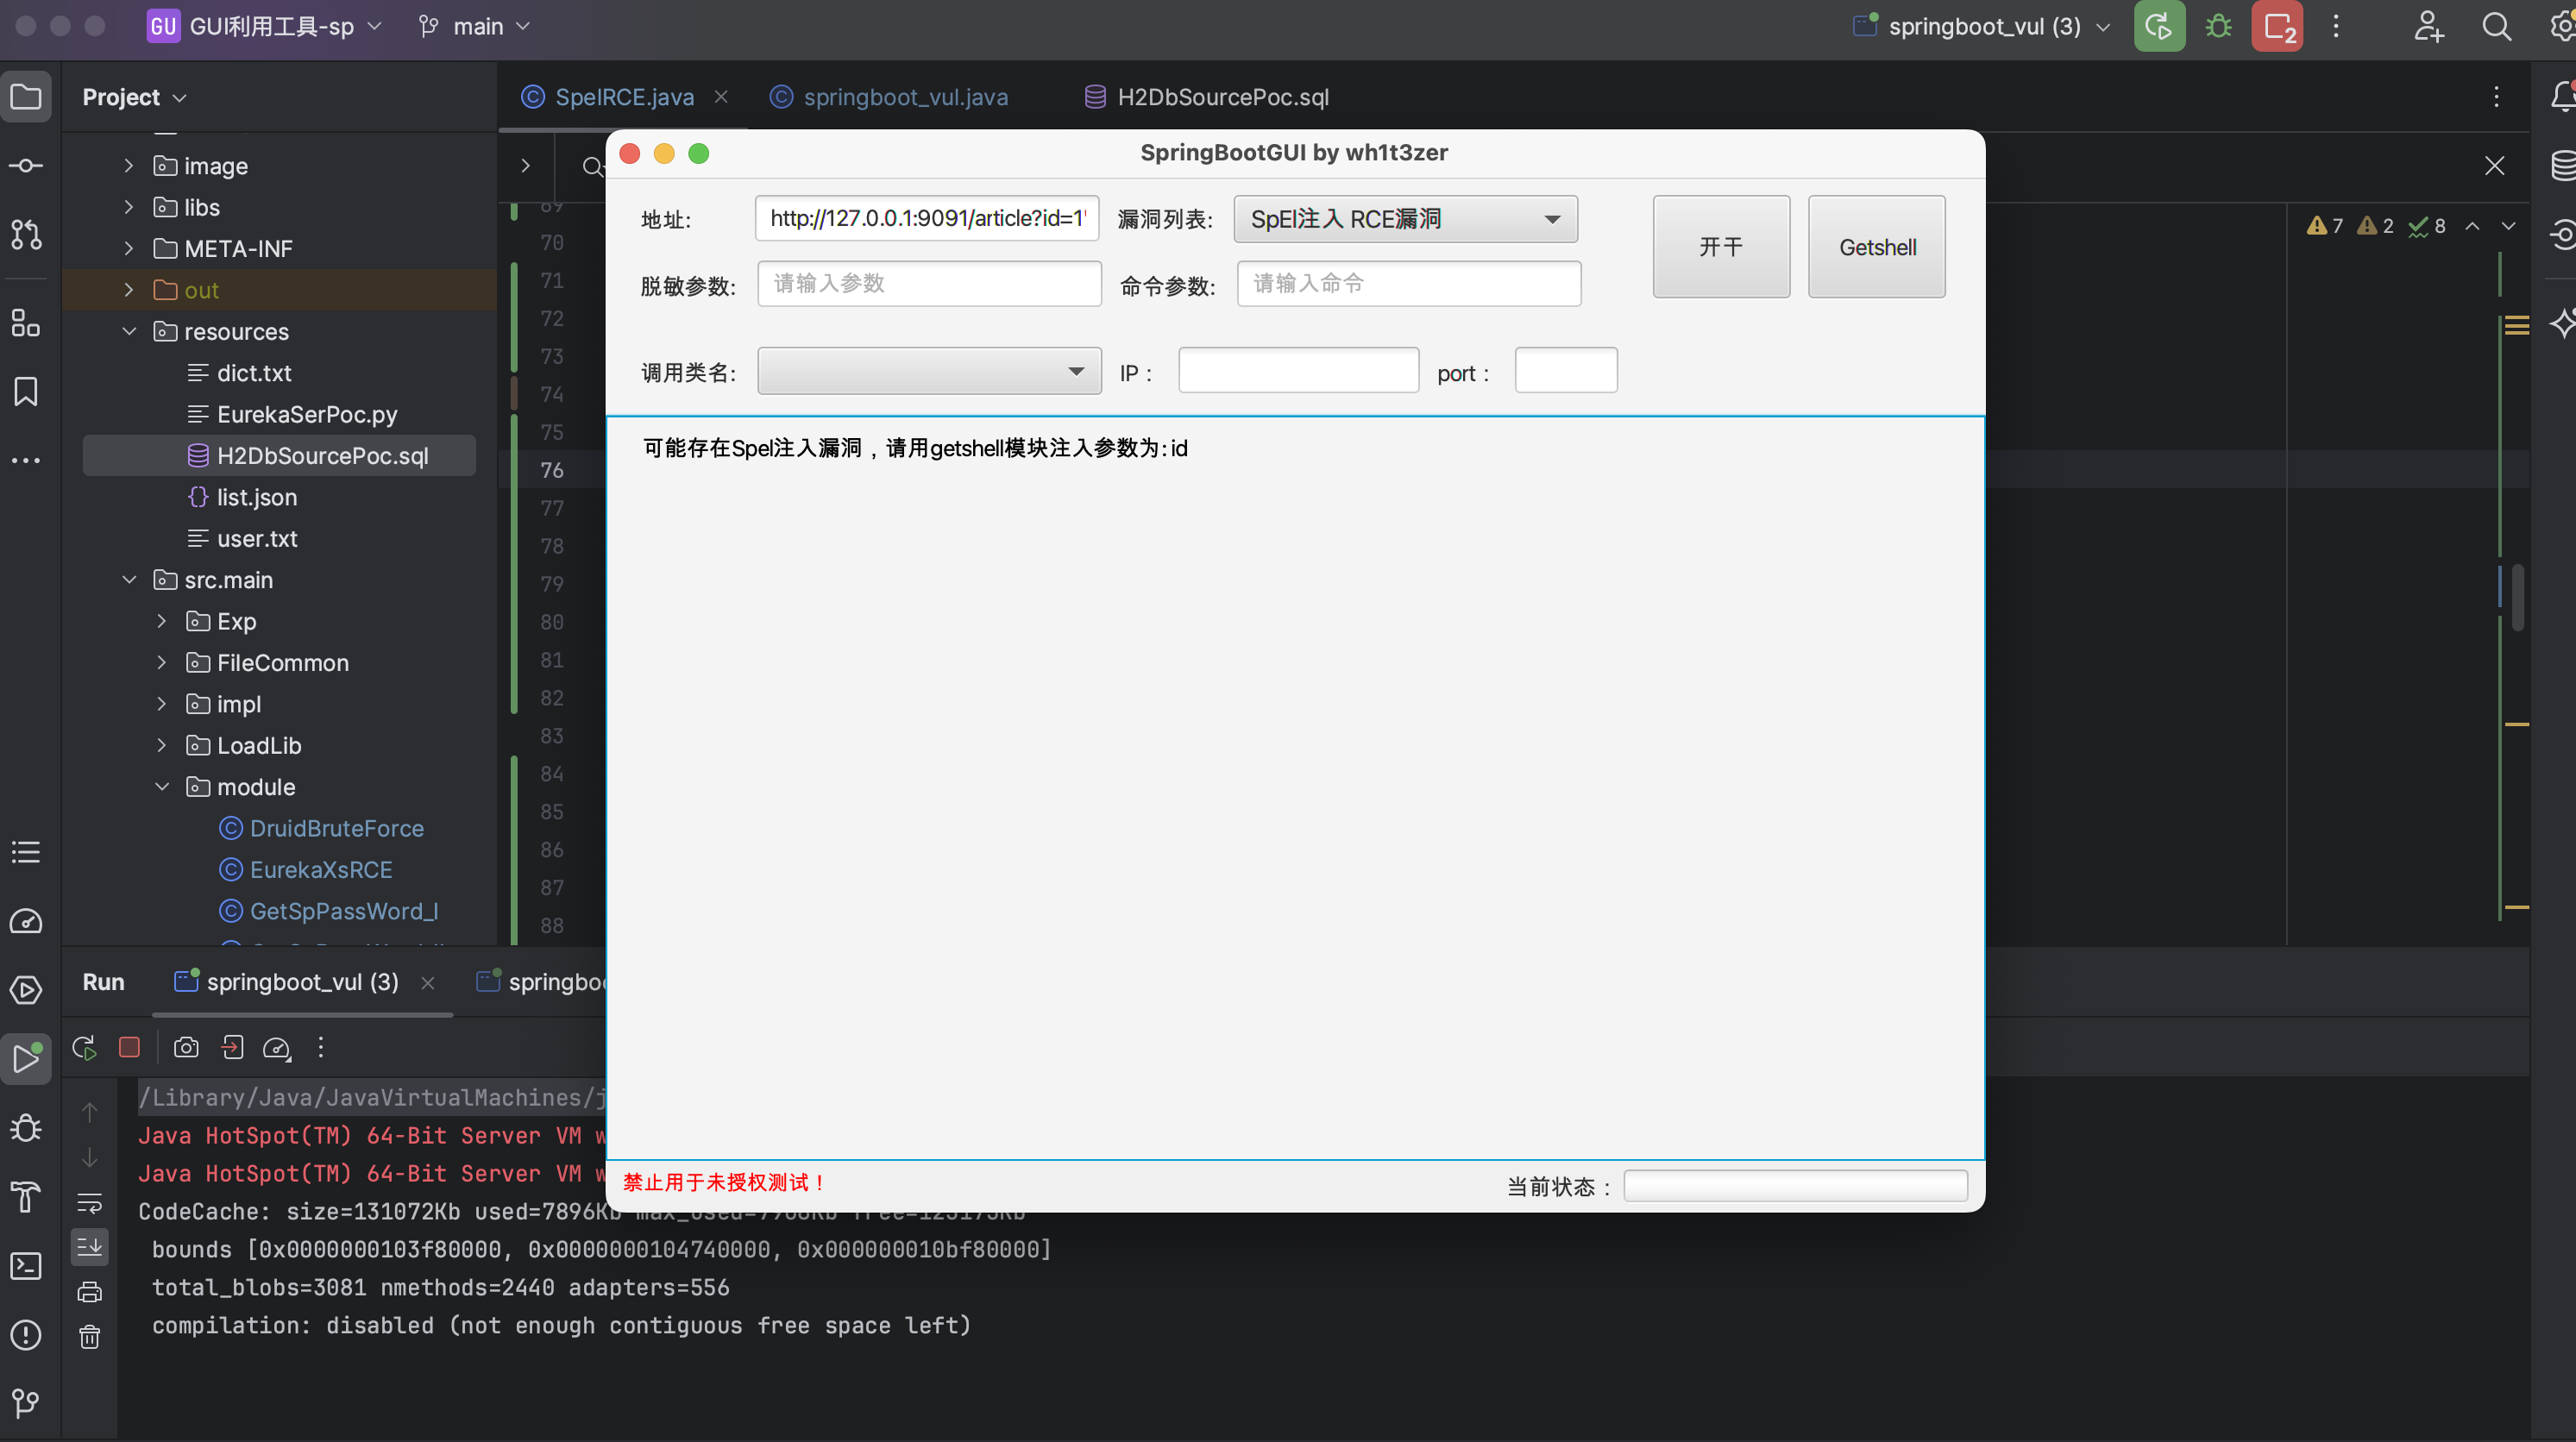 GU GUI利用工具-sp main springboot_vul (3) 2
Project
SpelRCE.java springboot_vul.java H2DbSourcePoc.sql
image
libs
META-INF
out
resources
dict.txt
EurekaSerPoc.py
H2DbSourcePoc.sql
list.json
user.txt
src.main
Exp
FileCommon
impl
LoadLib
module
DruidBruteForce
EurekaXsRCE
GetSpPassWord_I
69
70
71
72
73
74
75
76
77
78
79
80
81
82
83
84
85
86
87
88
7 2 8
SpringBootGUI by wh1t3zer
地址: http://127.0.0.1:9091/article?id=1 漏洞列表: SpEl注入 RCE漏洞
开干 Getshell
脱敏参数: 请输入参数 命令参数: 请输入命令
调用类名: IP : port :
可能存在Spel注入漏洞，请用getshell模块注入参数为:id
禁止用于未授权测试！ 当前状态：
Run springboot_vul (3)
/Library/Java/JavaVirtualMachines/
Java HotSpot(TM) 64-Bit Server VM
Java HotSpot(TM) 64-Bit Server VM
CodeCache: size=131072Kb used=7896Kb
bounds [0x0000000103f80000, 0x0000000104740000, 0x000000010bf80000]
total_blobs=3081 nmethods=2440 adapters=556
compilation: disabled (not enough contiguous free space left)